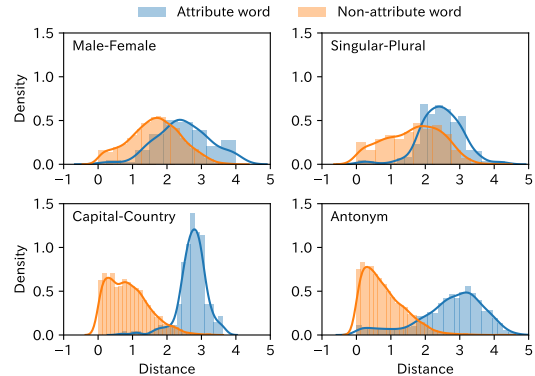 Attribute word Non-attribute word
Male-Female
Density
1.5
1.0
0.5
0.0
−1 0 1 2 3 4 5
Singular-Plural
1.5
1.0
0.5
0.0
−1 0 1 2 3 4 5
Capital-Country
Density
1.5
1.0
0.5
0.0
−1 0 1 2 3 4 5
Distance
Antonym
1.5
1.0
0.5
0.0
−1 0 1 2 3 4 5
Distance